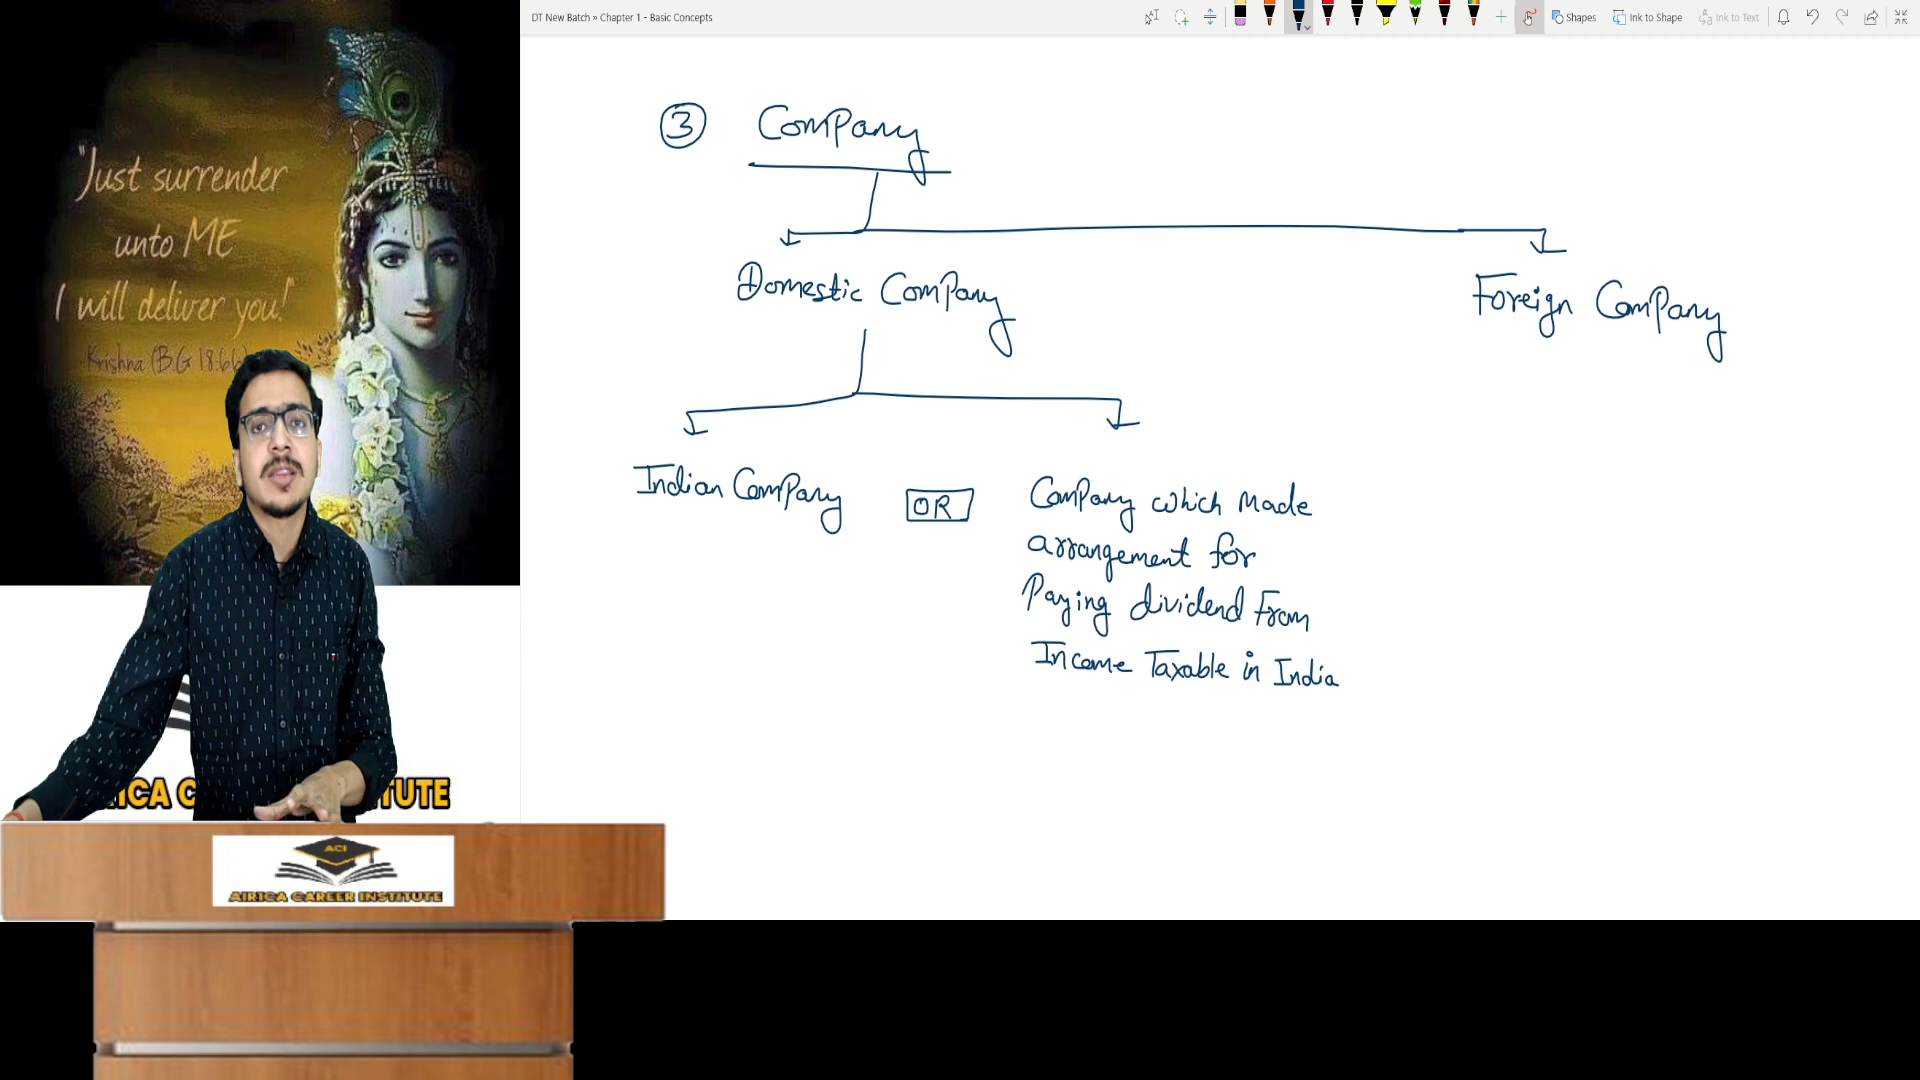 DT New Batch » Chapter 1 - Basic Concepts
Shapes
Ink to Shape
Ink to Text
"Just surrender
unto ME
I will deliver you!"
Krishna (B.G 18:66)
③ Company
Domestic Company
Foreign Company
Indian Company
OR
Company which made
arrangement for
Paying dividend From
Income Taxable in India
ACI
AIRICA CAREER INSTITUTE